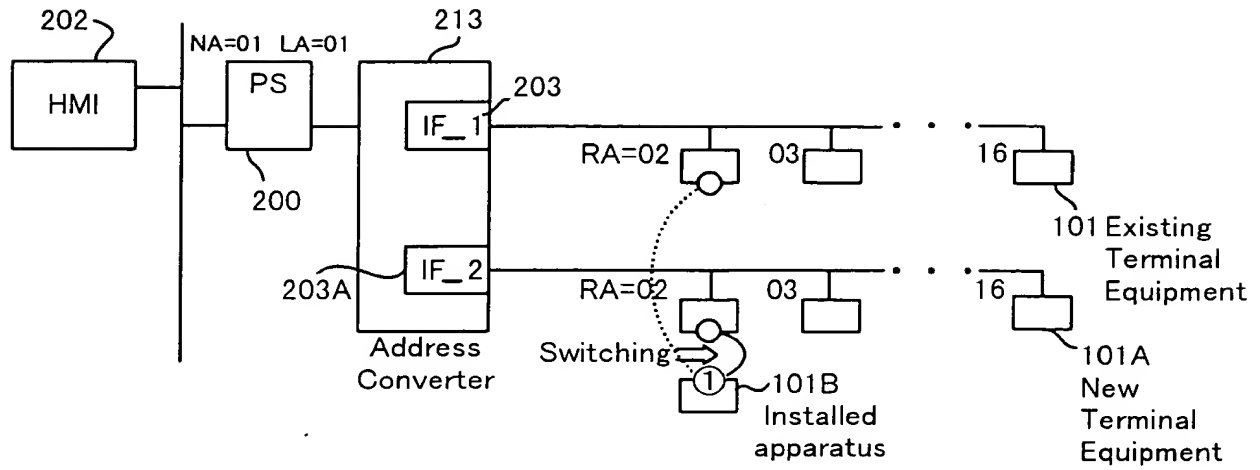 202
213
NA=01 LA=01
HMI
PS
203
IF_1
200
RA=02
03
16
101 Existing
Terminal
Equipment
IF_2
203A
RA=02
03
16
Address
Converter
Switching
1
101B
Installed
apparatus
101A
New
Terminal
Equipment